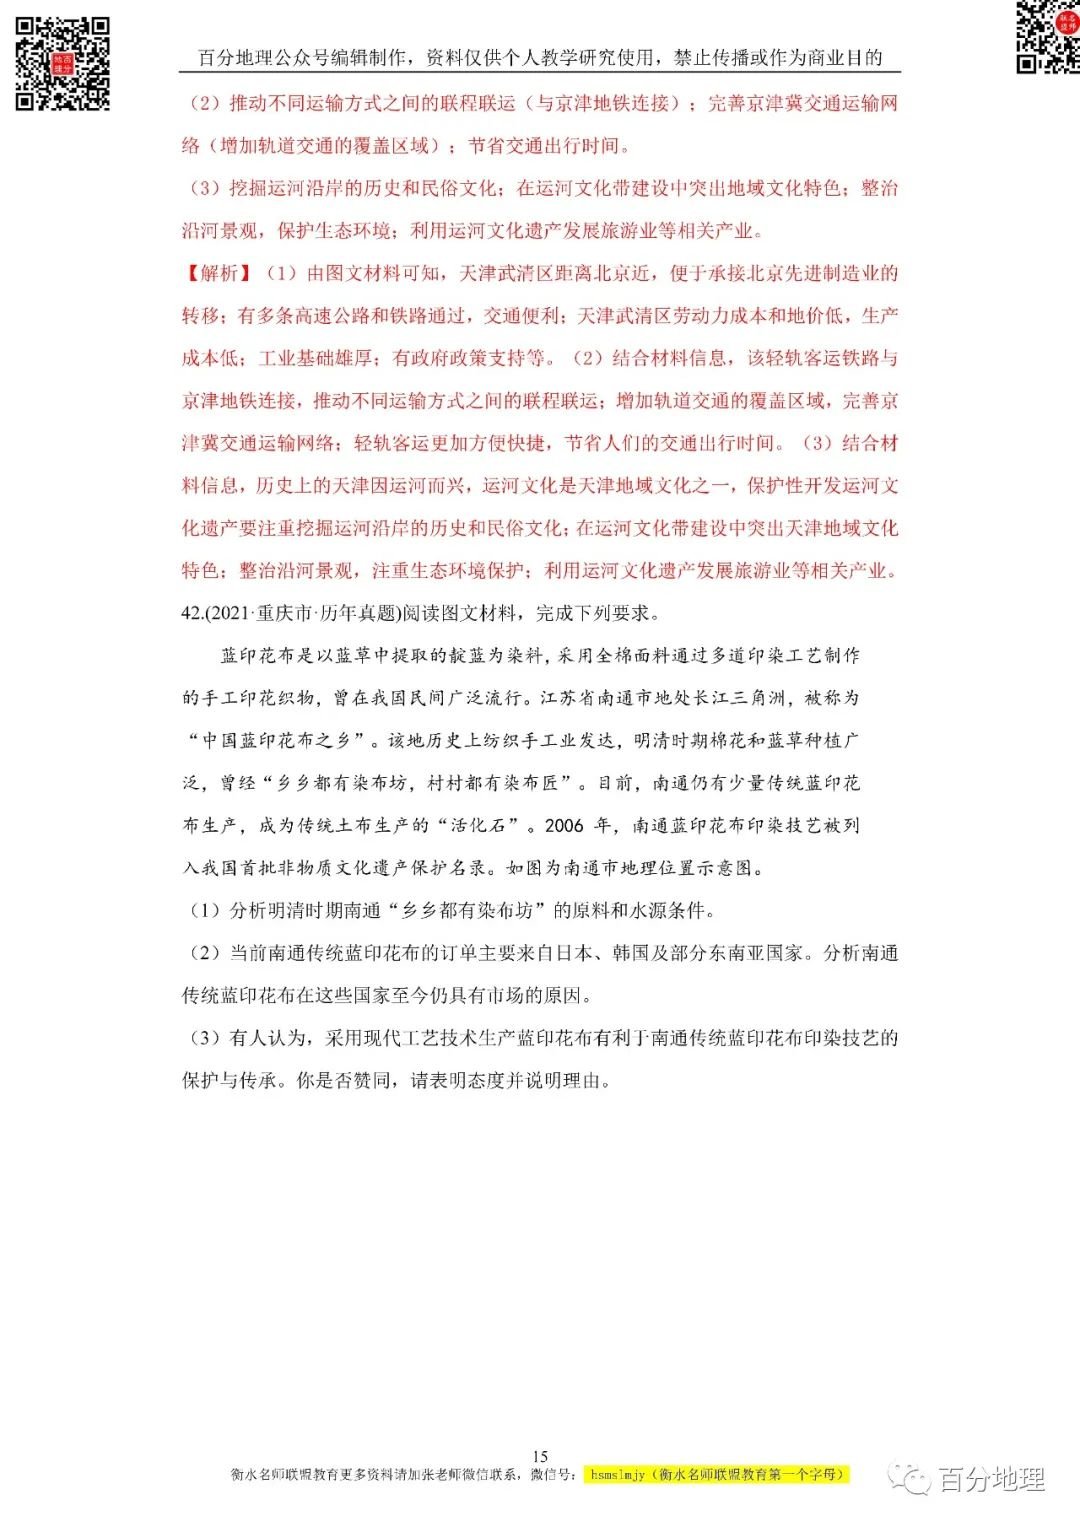 百分地理公众号编辑制作，资料仅供个人教学研究使用，禁止传播或作为商业目的
（2）推动不同运输方式之间的联程联运（与京津地铁连接）；完善京津冀交通运输网
络（增加轨道交通的覆盖区域）；节省交通出行时间。
（3）挖掘运河沿岸的历史和民俗文化；在运河文化带建设中突出地域文化特色；整治
沿河景观，保护生态环境；利用运河文化遗产发展旅游业等相关产业。
【解析】（1）由图文材料可知，天津武清区距离北京近，便于承接北京先进制造业的
转移；有多条高速公路和铁路通过，交通便利；天津武清区劳动力成本和地价低，生产
成本低；工业基础雄厚；有政府政策支持等。（2）结合材料信息，该轻轨客运铁路与
京津地铁连接，推动不同运输方式之间的联程联运；增加轨道交通的覆盖区域，完善京
津冀交通运输网络；轻轨客运更加方便快捷，节省人们的交通出行时间。（3）结合材
料信息，历史上的天津因运河而兴，运河文化是天津地域文化之一，保护性开发运河文
化遗产要注重挖掘运河沿岸的历史和民俗文化；在运河文化带建设中突出天津地域文化
特色；整治沿河景观，注重生态环境保护；利用运河文化遗产发展旅游业等相关产业。
42.(2021·重庆市·历年真题)阅读图文材料，完成下列要求。
蓝印花布是以蓝草中提取的靛蓝为染料，采用全棉面料通过多道印染工艺制作
的手工印花织物，曾在我国民间广泛流行。江苏省南通市地处长江三角洲，被称为
“中国蓝印花布之乡”。该地历史上纺织手工业发达，明清时期棉花和蓝草种植广
泛，曾经“乡乡都有染布坊，村村都有染布匠”。目前，南通仍有少量传统蓝印花
布生产，成为传统土布生产的“活化石”。2006 年，南通蓝印花布印染技艺被列
入我国首批非物质文化遗产保护名录。如图为南通市地理位置示意图。
（1）分析明清时期南通“乡乡都有染布坊”的原料和水源条件。
（2）当前南通传统蓝印花布的订单主要来自日本、韩国及部分东南亚国家。分析南通
传统蓝印花布在这些国家至今仍具有市场的原因。
（3）有人认为，采用现代工艺技术生产蓝印花布有利于南通传统蓝印花布印染技艺的
保护与传承。你是否赞同，请表明态度并说明理由。
15
衡水名师联盟教育更多资料请加张老师微信联系，微信号： hsmslmjy（衡水名师联盟教育第一个字母）
百分地理